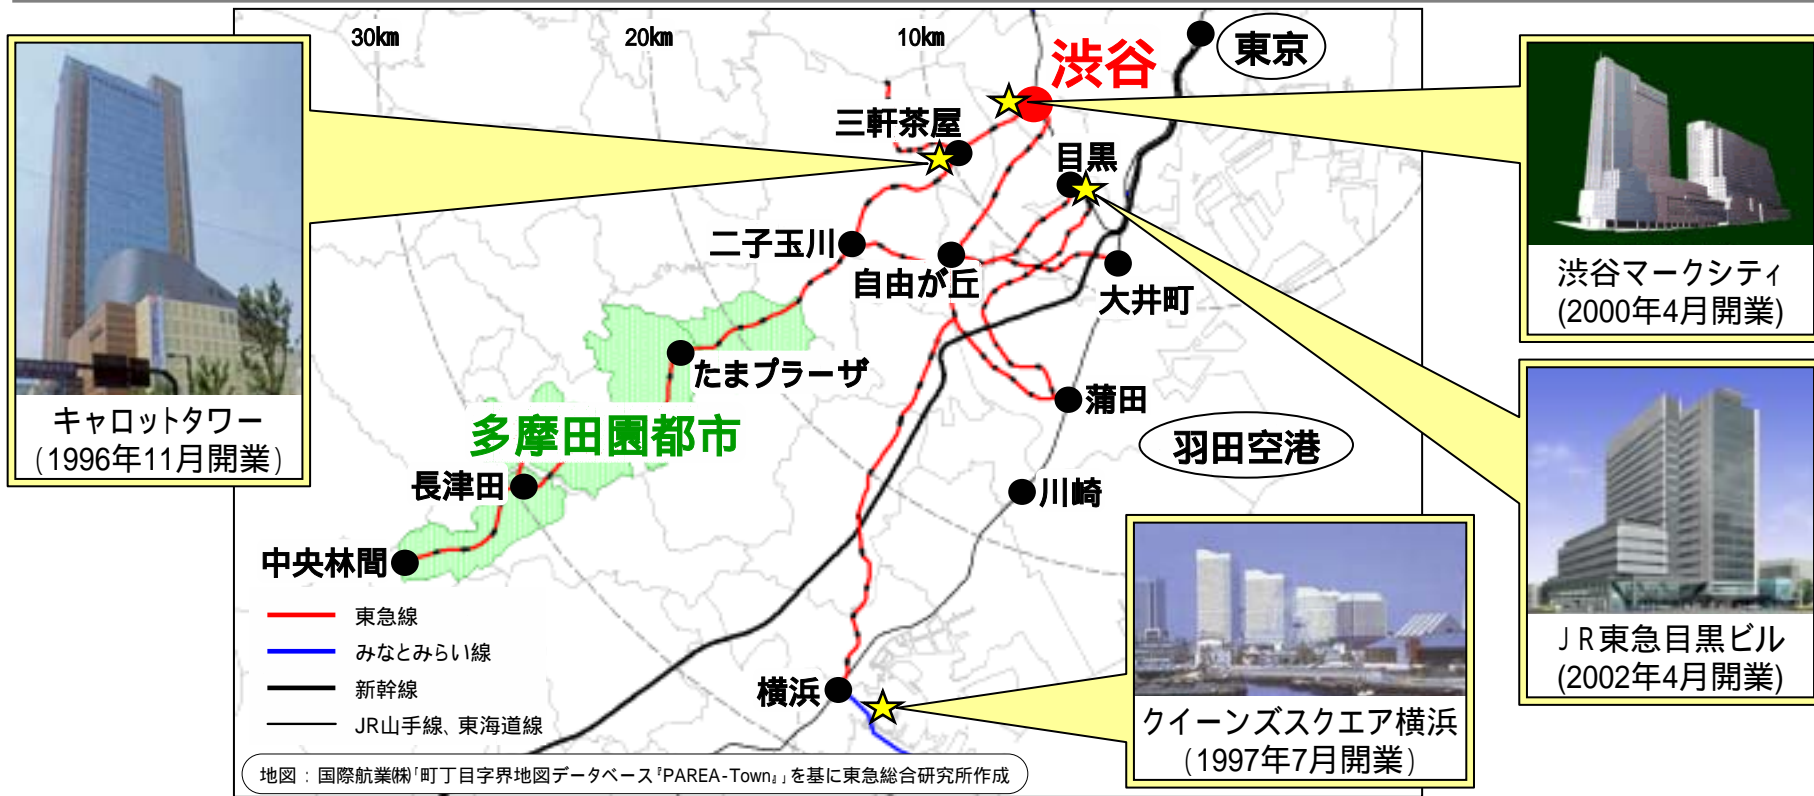 30km
20km
10km
渋谷
東京
三軒茶屋
目黒
二子玉川
自由が丘
大井町
たまプラーザ
多摩田園都市
蒲田
羽田空港
長津田
川崎
中央林間
横浜
東急線
みなとみらい線
新幹線
JR山手線、東海道線
地図：国際航業㈱「町丁目字界地図データベース『PAREA-Town』」を基に東急総合研究所作成
キャロットタワー
(1996年11月開業)
渋谷マークシティ
(2000年4月開業)
JR東急目黒ビル
(2002年4月開業)
クイーンズスクエア横浜
(1997年7月開業)